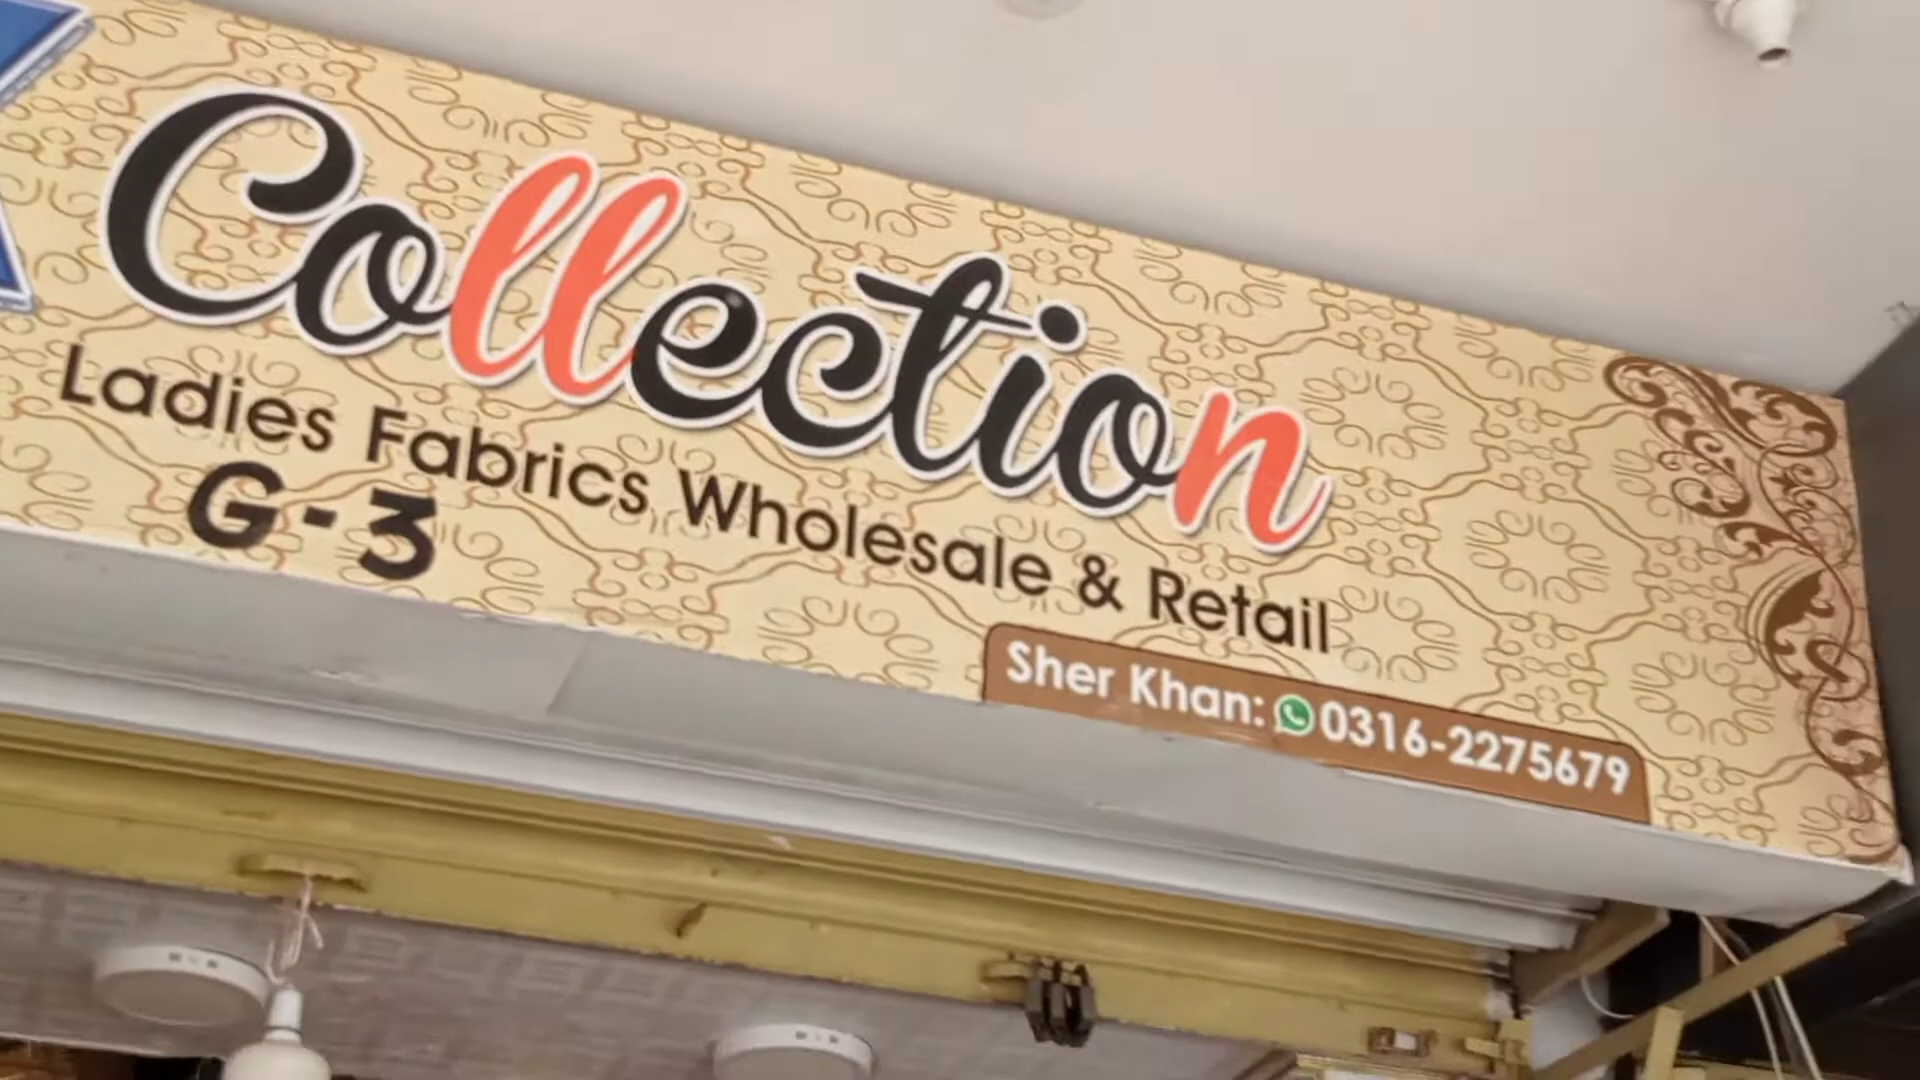 Collection
Ladies Fabrics Wholesale & Retail
G-3
Sher Khan: 0316-2275679